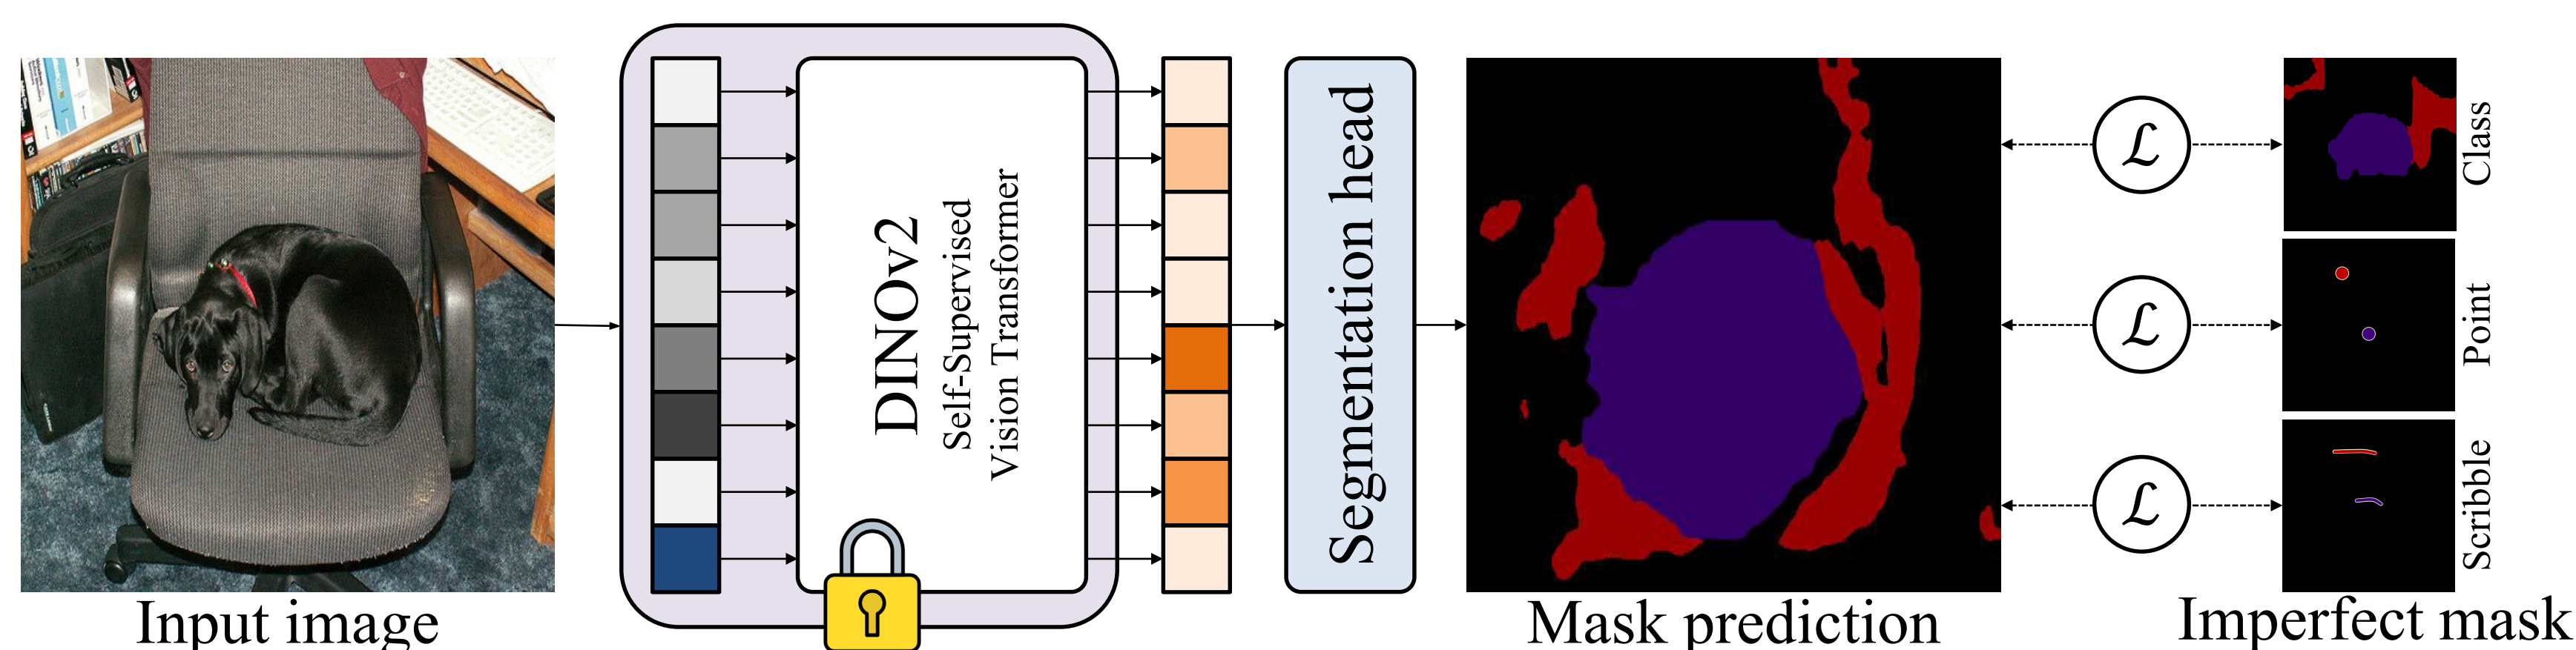 Input image
DINOv2
Self-Supervised
Vision Transformer
Segmentation head
Mask prediction
ℒ
Class
ℒ
Point
ℒ
Scribble
Imperfect mask